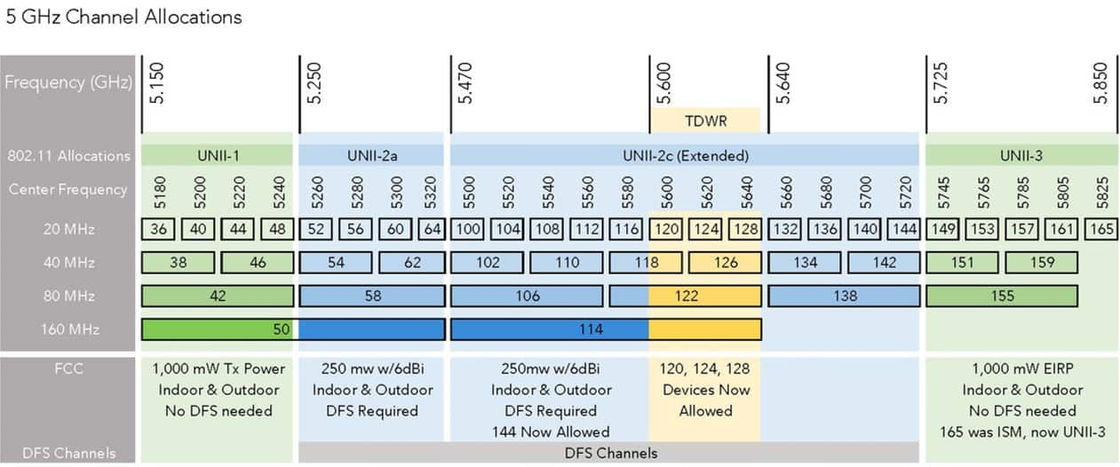 5 GHz Channel Allocations
Frequency (GHz) 5.150 5.250 5.470 5.600 5.640 5.725 5.850
TDWR
802.11 Allocations UNII-1 UNII-2a UNII-2c (Extended) UNII-3
Center Frequency 5180 5200 5220 5240 5260 5280 5300 5320 5500 5520 5540 5560 5580 5600 5620 5640 5660 5680 5700 5720 5745 5765 5785 5805 5825
20 MHz 36 40 44 48 52 56 60 64 100 104 108 112 116 120 124 128 132 136 140 144 149 153 157 161 165
40 MHz 38 46 54 62 102 110 118 126 134 142 151 159
80 MHz 42 58 106 122 138 155
160 MHz 50 114
FCC 1,000 mW Tx Power 250 mw w/6dBi 250mw w/6dBi 120, 124, 128 1,000 mW EIRP
Indoor & Outdoor Indoor & Outdoor Indoor & Outdoor Devices Now Indoor & Outdoor
No DFS needed DFS Required DFS Required Allowed No DFS needed
144 Now Allowed 165 was ISM, now UNII-3
DFS Channels DFS Channels